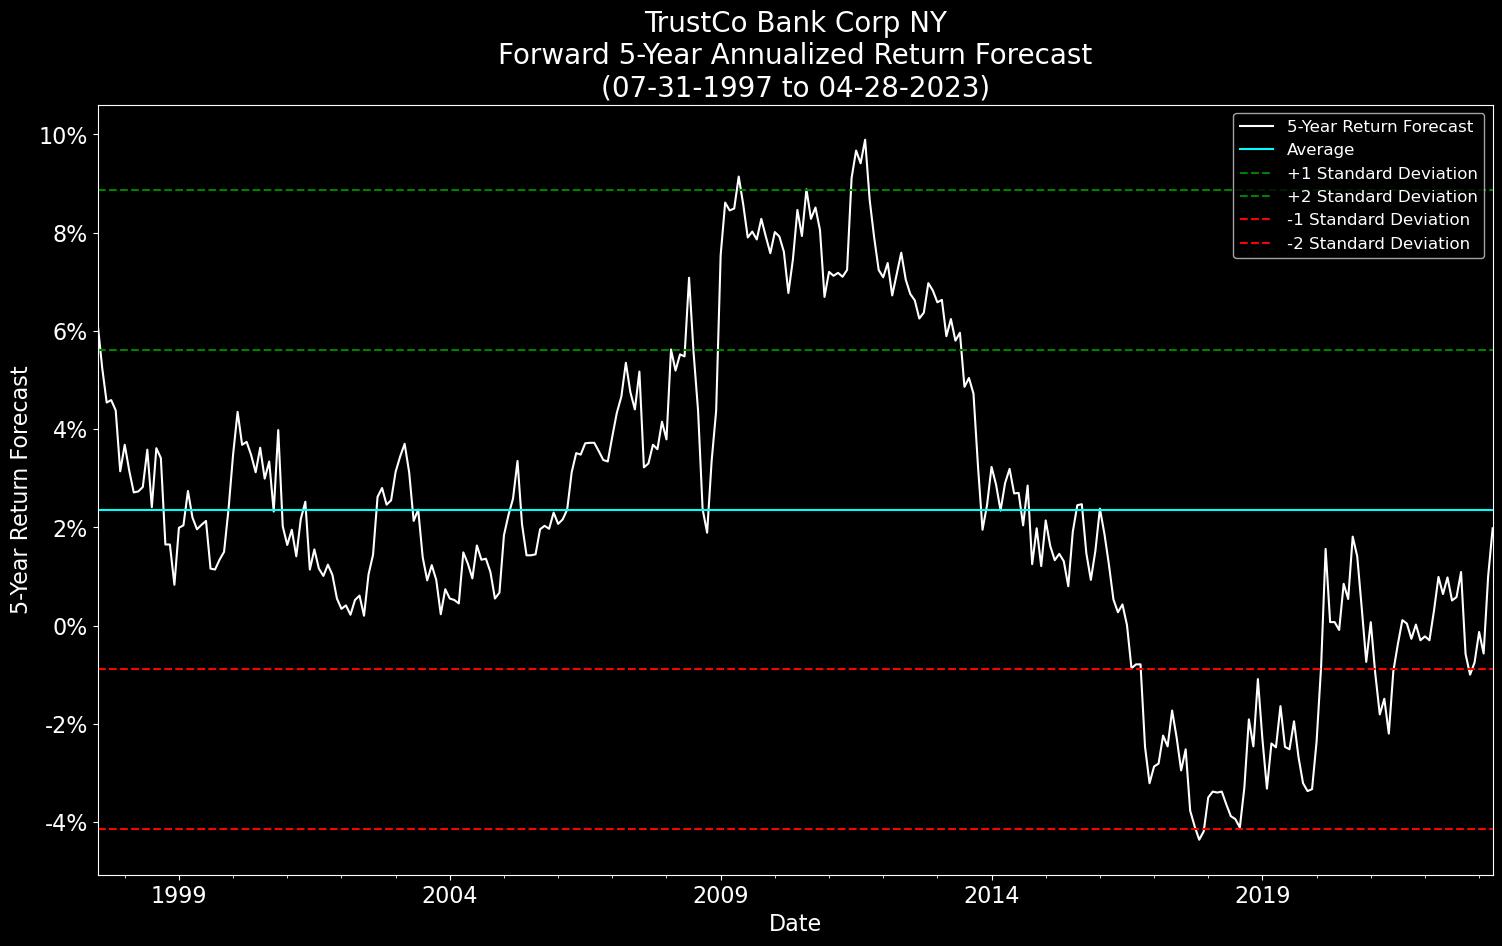 TrustCo Bank Corp NY
Forward 5-Year Annualized Return Forecast
(07-31-1997 to 04-28-2023)
5-Year Return Forecast
Average
+1 Standard Deviation
+2 Standard Deviation
-1 Standard Deviation
-2 Standard Deviation
10%
8%
6%
4%
2%
0%
-2%
-4%
5-Year Return Forecast
1999 2004 2009 2014 2019
Date